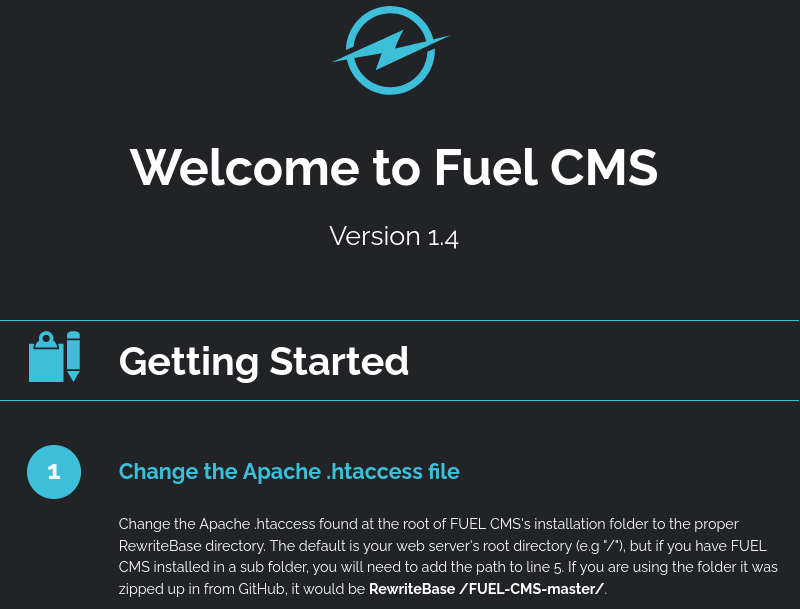 Welcome to Fuel CMS
Version 1.4
Getting Started
1
Change the Apache .htaccess file
Change the Apache .htaccess found at the root of FUEL CMS's installation folder to the proper
RewriteBase directory. The default is your web server's root directory (e.g "/"), but if you have FUEL
CMS installed in a sub folder, you will need to add the path to line 5. If you are using the folder it was
zipped up in from GitHub, it would be RewriteBase /FUEL-CMS-master/.